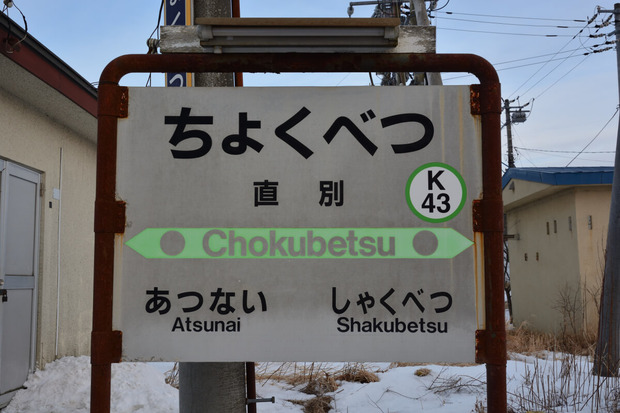 ちょくべつ
直別
K
43
Chokubetsu
あつない
Atsunai
しゃくべつ
Shakubetsu